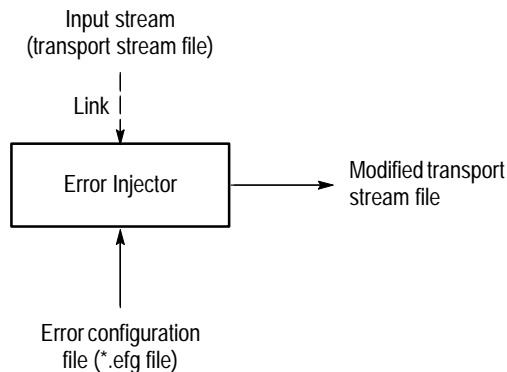 Input stream
(transport stream file)
Link
Error Injector
Modified transport
stream file
Error configuration
file (*.efg file)